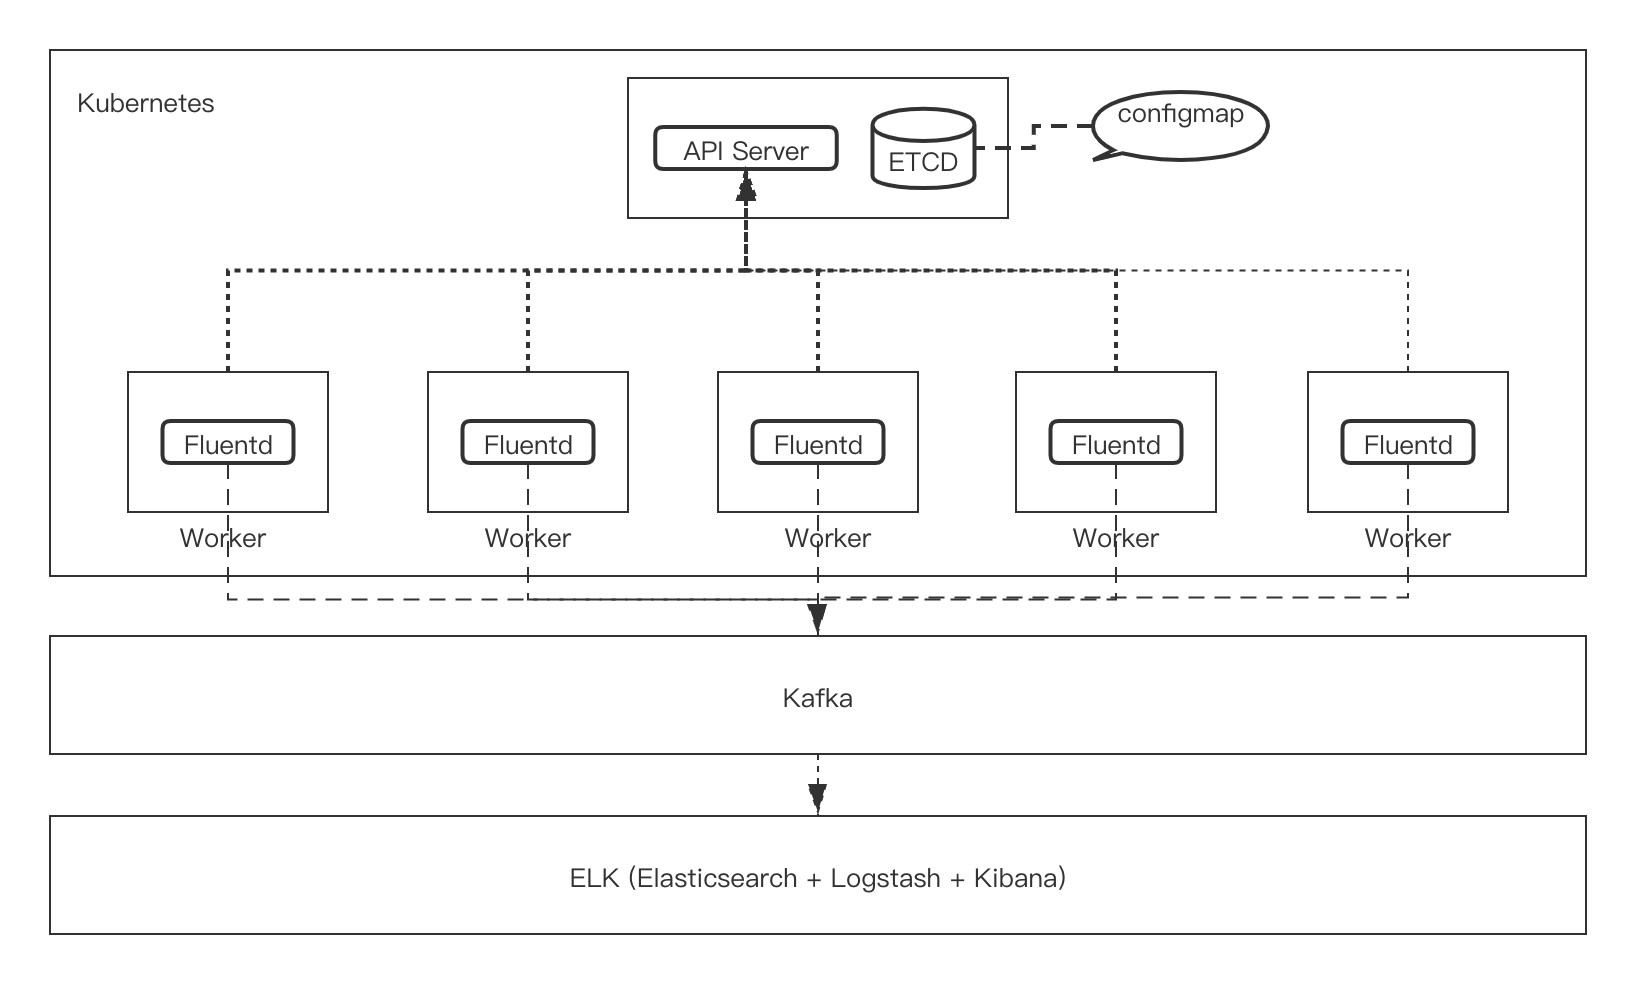 Kubernetes
configmap
API Server
ETCD
Fluentd
Fluentd
Fluentd
Fluentd
Fluentd
Worker
Worker
Worker
Worker
Worker
Kafka
ELK (Elasticsearch + Logstash + Kibana)